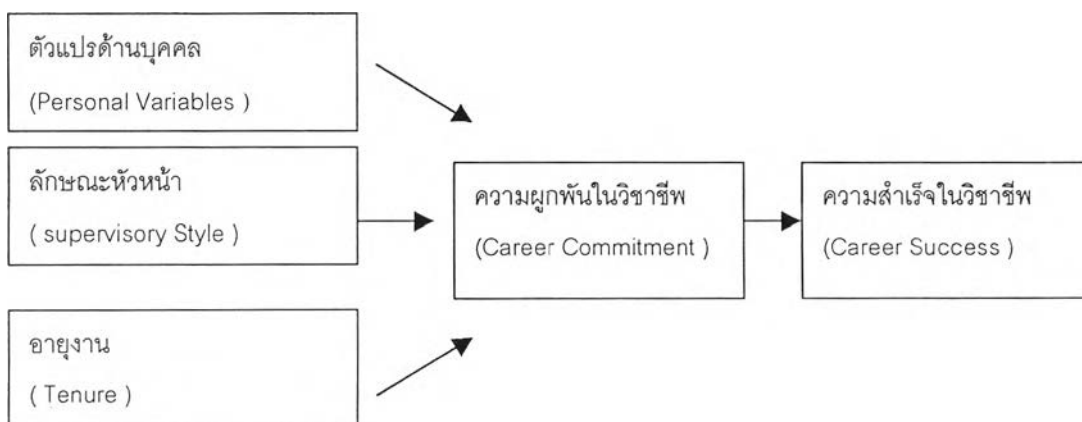 ตัวแปรด้านบุคคล
(Personal Variables )
ลักษณะหัวหน้า
( supervisory Style )
อายุงาน
( Tenure )
ความผูกพันในวิชาชีพ
(Career Commitment )
ความสำเร็จในวิชาชีพ
(Career Success )